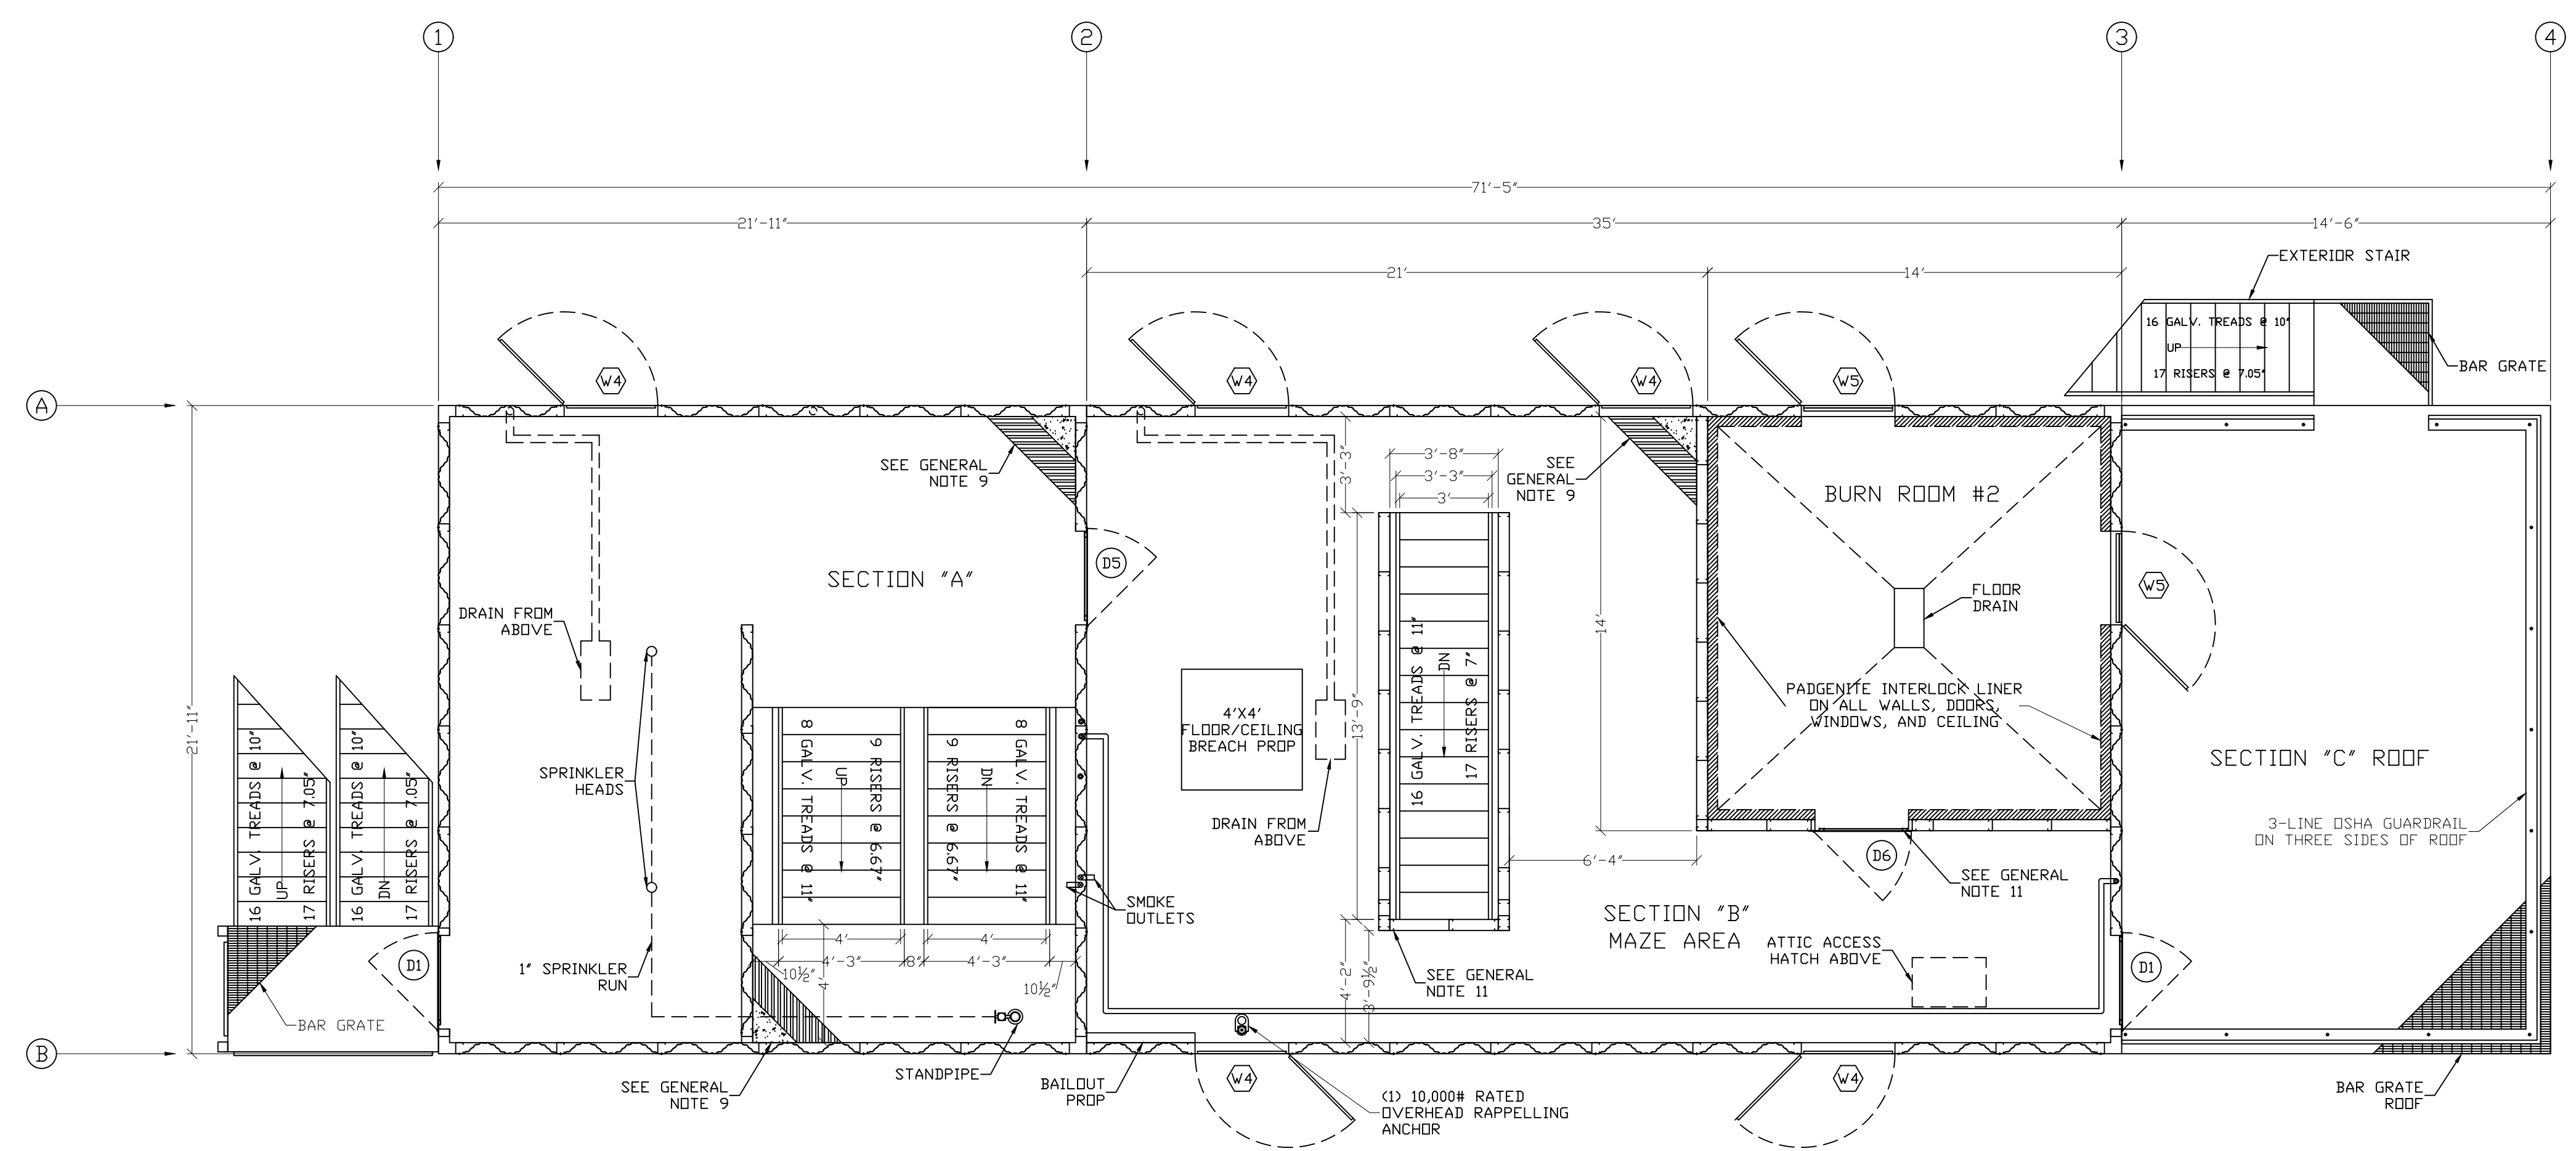 1
2
3
4
71'-5"
21'-11"
35'
14'-6"
21'
14'
EXTERIOR STAIR
16 GALV. TREADS @ 10"
UP
17 RISERS @ 7.05"
BAR GRATE
W4
W4
W4
W5
A
SEE GENERAL
NOTE 9
3'-3"
3'-8"
3'-3"
3'
SEE
GENERAL
NOTE 9
BURN ROOM #2
SECTION "A"
D5
W5
DRAIN FROM
ABOVE
FLOOR
DRAIN
14'
21'-11"
16 GALV. TREADS @ 10"
UP
17 RISERS @ 7.05"
16 GALV. TREADS @ 10"
DN
17 RISERS @ 7.05"
SPRINKLER
HEADS
8 GALV. TREADS @ 11"
UP
9 RISERS @ 6.67"
9 RISERS @ 6.67"
DN
8 GALV. TREADS @ 11"
4'X4'
FLOOR/CEILING
BREACH PROP
13'-9"
16 GALV. TREADS @ 11"
DN
17 RISERS @ 7"
PADGENITE INTERLOCK LINER
ON ALL WALLS, DOORS,
WINDOWS, AND CEILING
SECTION "C" ROOF
DRAIN FROM
ABOVE
3-LINE OSHA GUARDRAIL
ON THREE SIDES OF ROOF
6'-4"
D6
SEE GENERAL
NOTE 11
SMOKE
OUTLETS
SECTION "B"
MAZE AREA
4'
4'
4'-3"
8"
4'-3"
10½"
4'
10½"
D1
1" SPRINKLER
RUN
BAR GRATE
4'-2"
3'-9½"
SEE GENERAL
NOTE 11
ATTIC ACCESS
HATCH ABOVE
D1
B
SEE GENERAL
NOTE 9
STANDPIPE
BAILOUT
PROP
W4
W4
(1) 10,000# RATED
OVERHEAD RAPPELLING
ANCHOR
BAR GRATE
ROOF